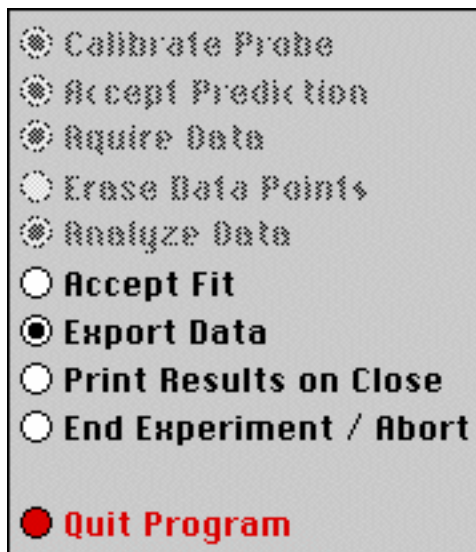 Calibrate Probe
Accept Prediction
Aquire Data
Erase Data Points
Analyze Data
Accept Fit
Export Data
Print Results on Close
End Experiment / Abort
Quit Program